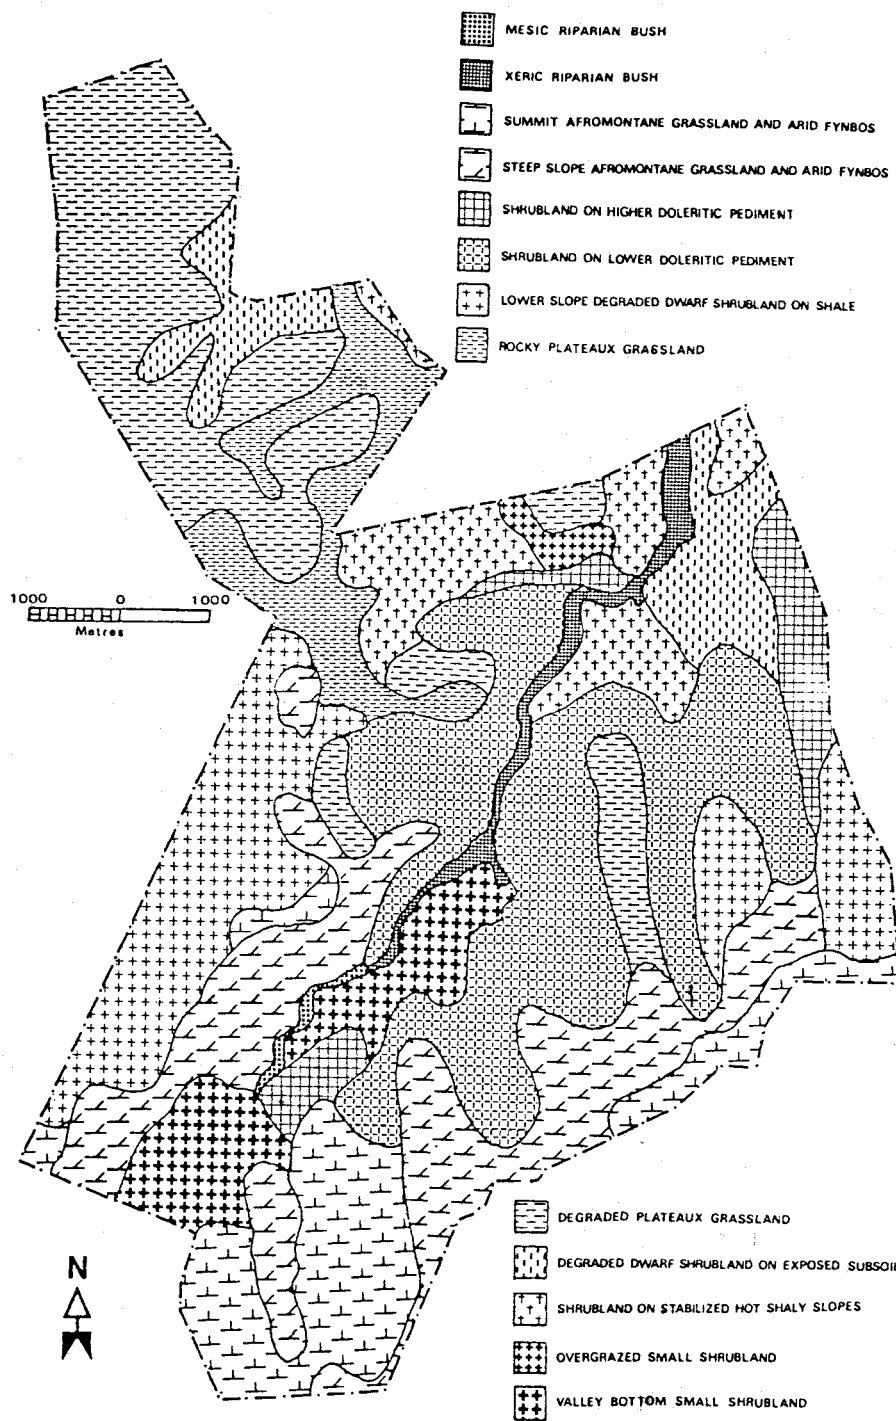 MESIC RIPARIAN BUSH
XERIC RIPARIAN BUSH
SUMMIT AFROMONTANE GRASSLAND AND ARID FYNBOS
STEEP SLOPE AFROMONTANE GRASSLAND AND ARID FYNBOS
SHRUBLAND ON HIGHER DOLERITIC PEDIMENT
SHRUBLAND ON LOWER DOLERITIC PEDIMENT
LOWER SLOPE DEGRADED DWARF SHRUBLAND ON SHALE
ROCKY PLATEAUX GRASSLAND
1000 0 1000
Metres
DEGRADED PLATEAUX GRASSLAND
DEGRADED DWARF SHRUBLAND ON EXPOSED SUBSOI
SHRUBLAND ON STABILIZED HOT SHALY SLOPES
OVERGRAZED SMALL SHRUBLAND
VALLEY BOTTOM SMALL SHRUBLAND
N